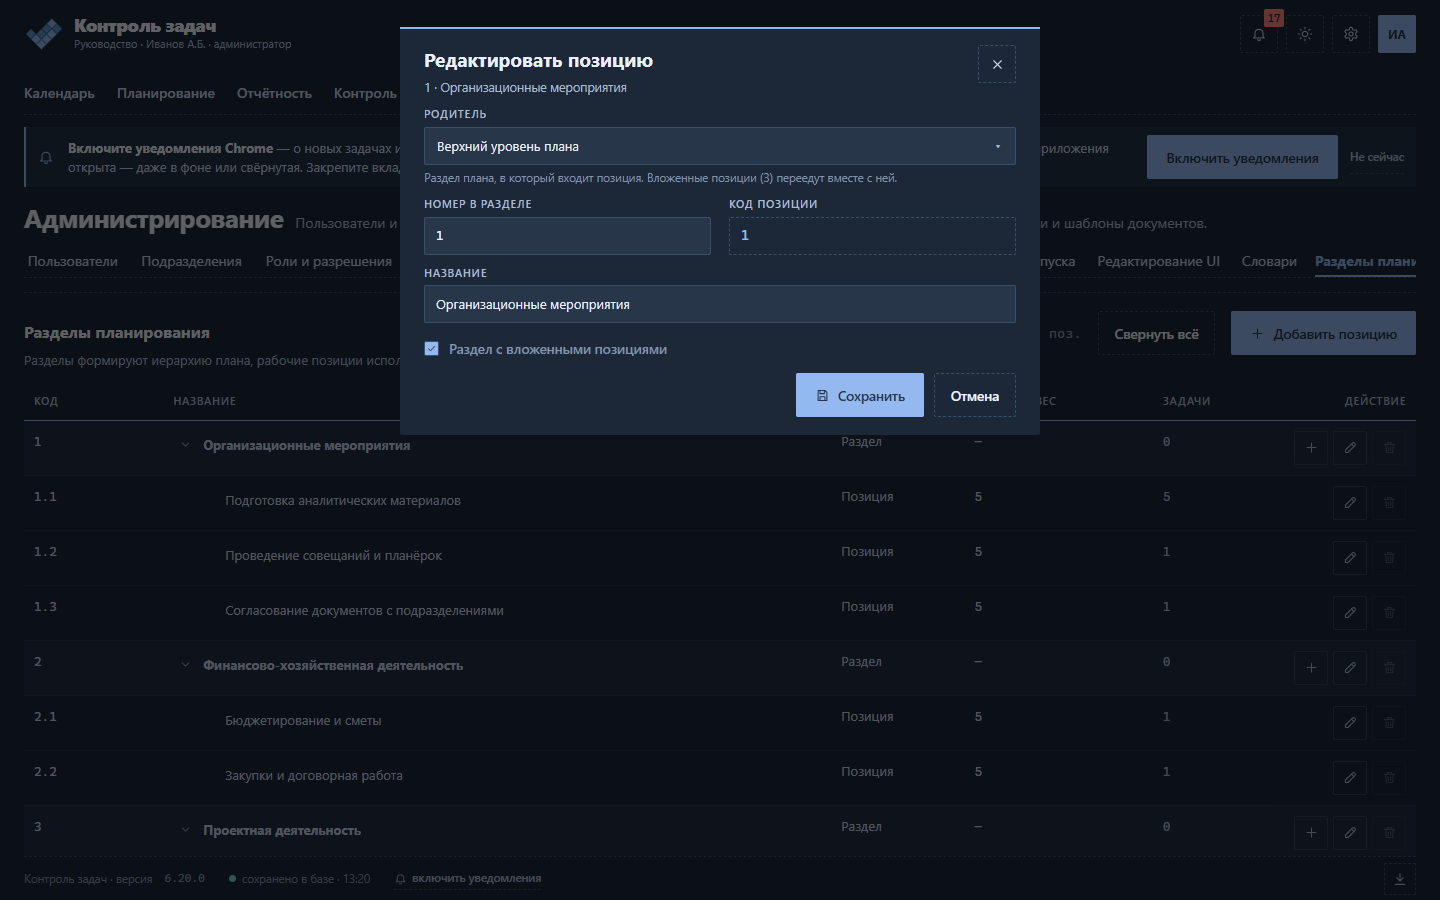 Контроль задач
Руководство · Иванов А.Б. · администратор
17
ИА
Календарь Планирование Отчётность Контроль
Включите уведомления Chrome — о новых задачах и
открыта — даже в фоне или свёрнутая. Закрепите вкла
риложения
Включить уведомления
Не сейчас
Администрирование Пользователи и
и и шаблоны документов.
Пользователи Подразделения Роли и разрешения
пуска Редактирование UI Словари Разделы плани
Разделы планирования
Разделы формируют иерархию плана, рабочие позиции испол
поз.
Свернуть всё
Добавить позицию
Редактировать позицию
1 · Организационные мероприятия
РОДИТЕЛЬ
Верхний уровень плана
Раздел плана, в который входит позиция. Вложенные позиции (3) переедут вместе с ней.
НОМЕР В РАЗДЕЛЕ КОД ПОЗИЦИИ
1 1
НАЗВАНИЕ
Организационные мероприятия
Раздел с вложенными позициями
Сохранить Отмена
КОД НАЗВАНИЕ ЕС ЗАДАЧИ ДЕЙСТВИЕ
1 Организационные мероприятия Раздел — 0
1.1 Подготовка аналитических материалов Позиция 5 5
1.2 Проведение совещаний и планёрок Позиция 5 1
1.3 Согласование документов с подразделениями Позиция 5 1
2 Финансово-хозяйственная деятельность Раздел — 0
2.1 Бюджетирование и сметы Позиция 5 1
2.2 Закупки и договорная работа Позиция 5 1
3 Проектная деятельность Раздел — 0
Контроль задач · версия 6.20.0 сохранено в базе · 13:20 включить уведомления